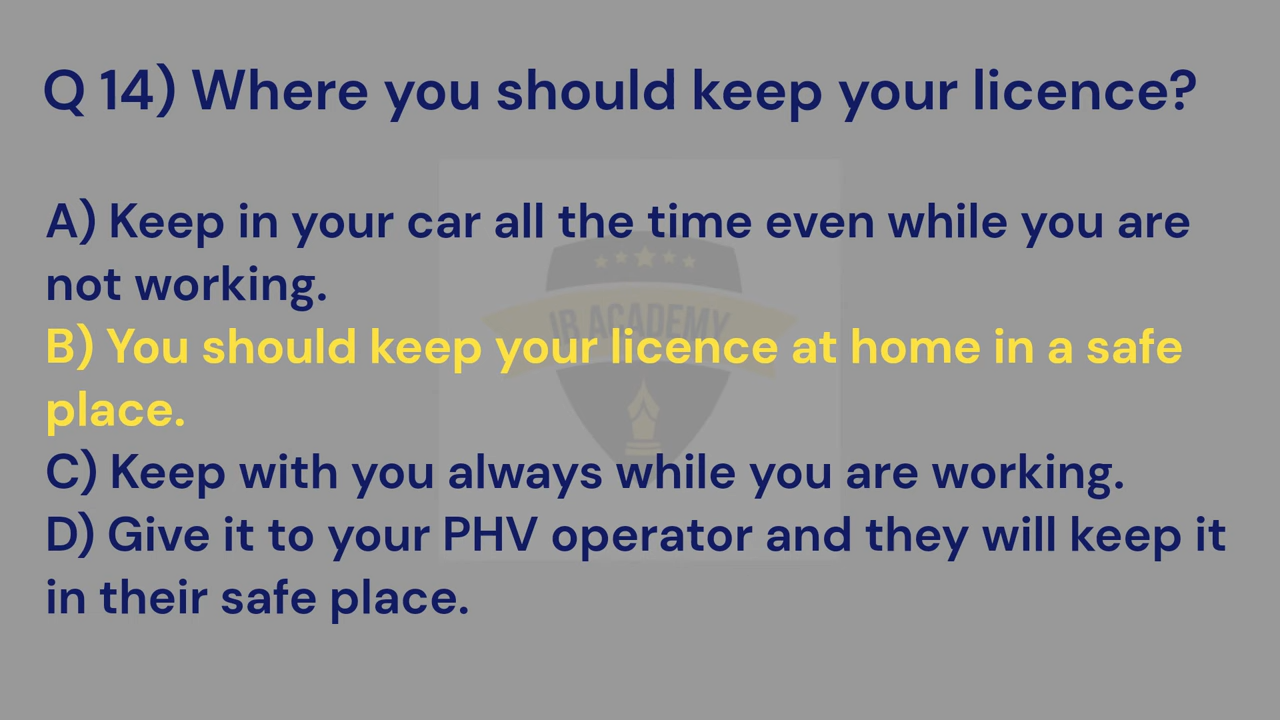 Q 14) Where you should keep your licence?
A) Keep in your car all the time even while you are
not working.
B) You should keep your licence at home in a safe
place.
C) Keep with you always while you are working.
D) Give it to your PHV operator and they will keep it
in their safe place.
IB ACADEMY